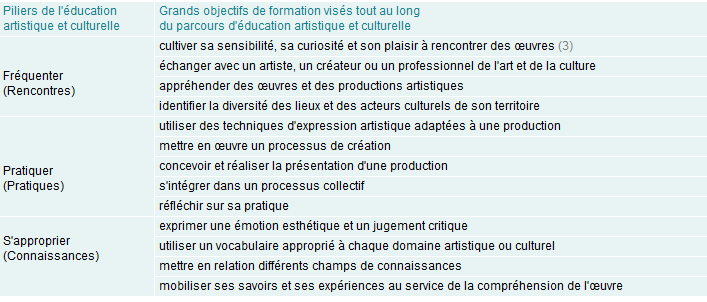 Piliers de l'éducation
artistique et culturelle
Grands objectifs de formation visés tout au long
du parcours d'éducation artistique et culturelle
Fréquenter
(Rencontres)
cultiver sa sensibilité, sa curiosité et son plaisir à rencontrer des œuvres (3)
échanger avec un artiste, un créateur ou un professionnel de l'art et de la culture
appréhender des œuvres et des productions artistiques
identifier la diversité des lieux et des acteurs culturels de son territoire
Pratiquer
(Pratiques)
utiliser des techniques d'expression artistique adaptées à une production
mettre en œuvre un processus de création
concevoir et réaliser la présentation d'une production
s'intégrer dans un processus collectif
réfléchir sur sa pratique
S'approprier
(Connaissances)
exprimer une émotion esthétique et un jugement critique
utiliser un vocabulaire approprié à chaque domaine artistique ou culturel
mettre en relation différents champs de connaissances
mobiliser ses savoirs et ses expériences au service de la compréhension de l'œuvre